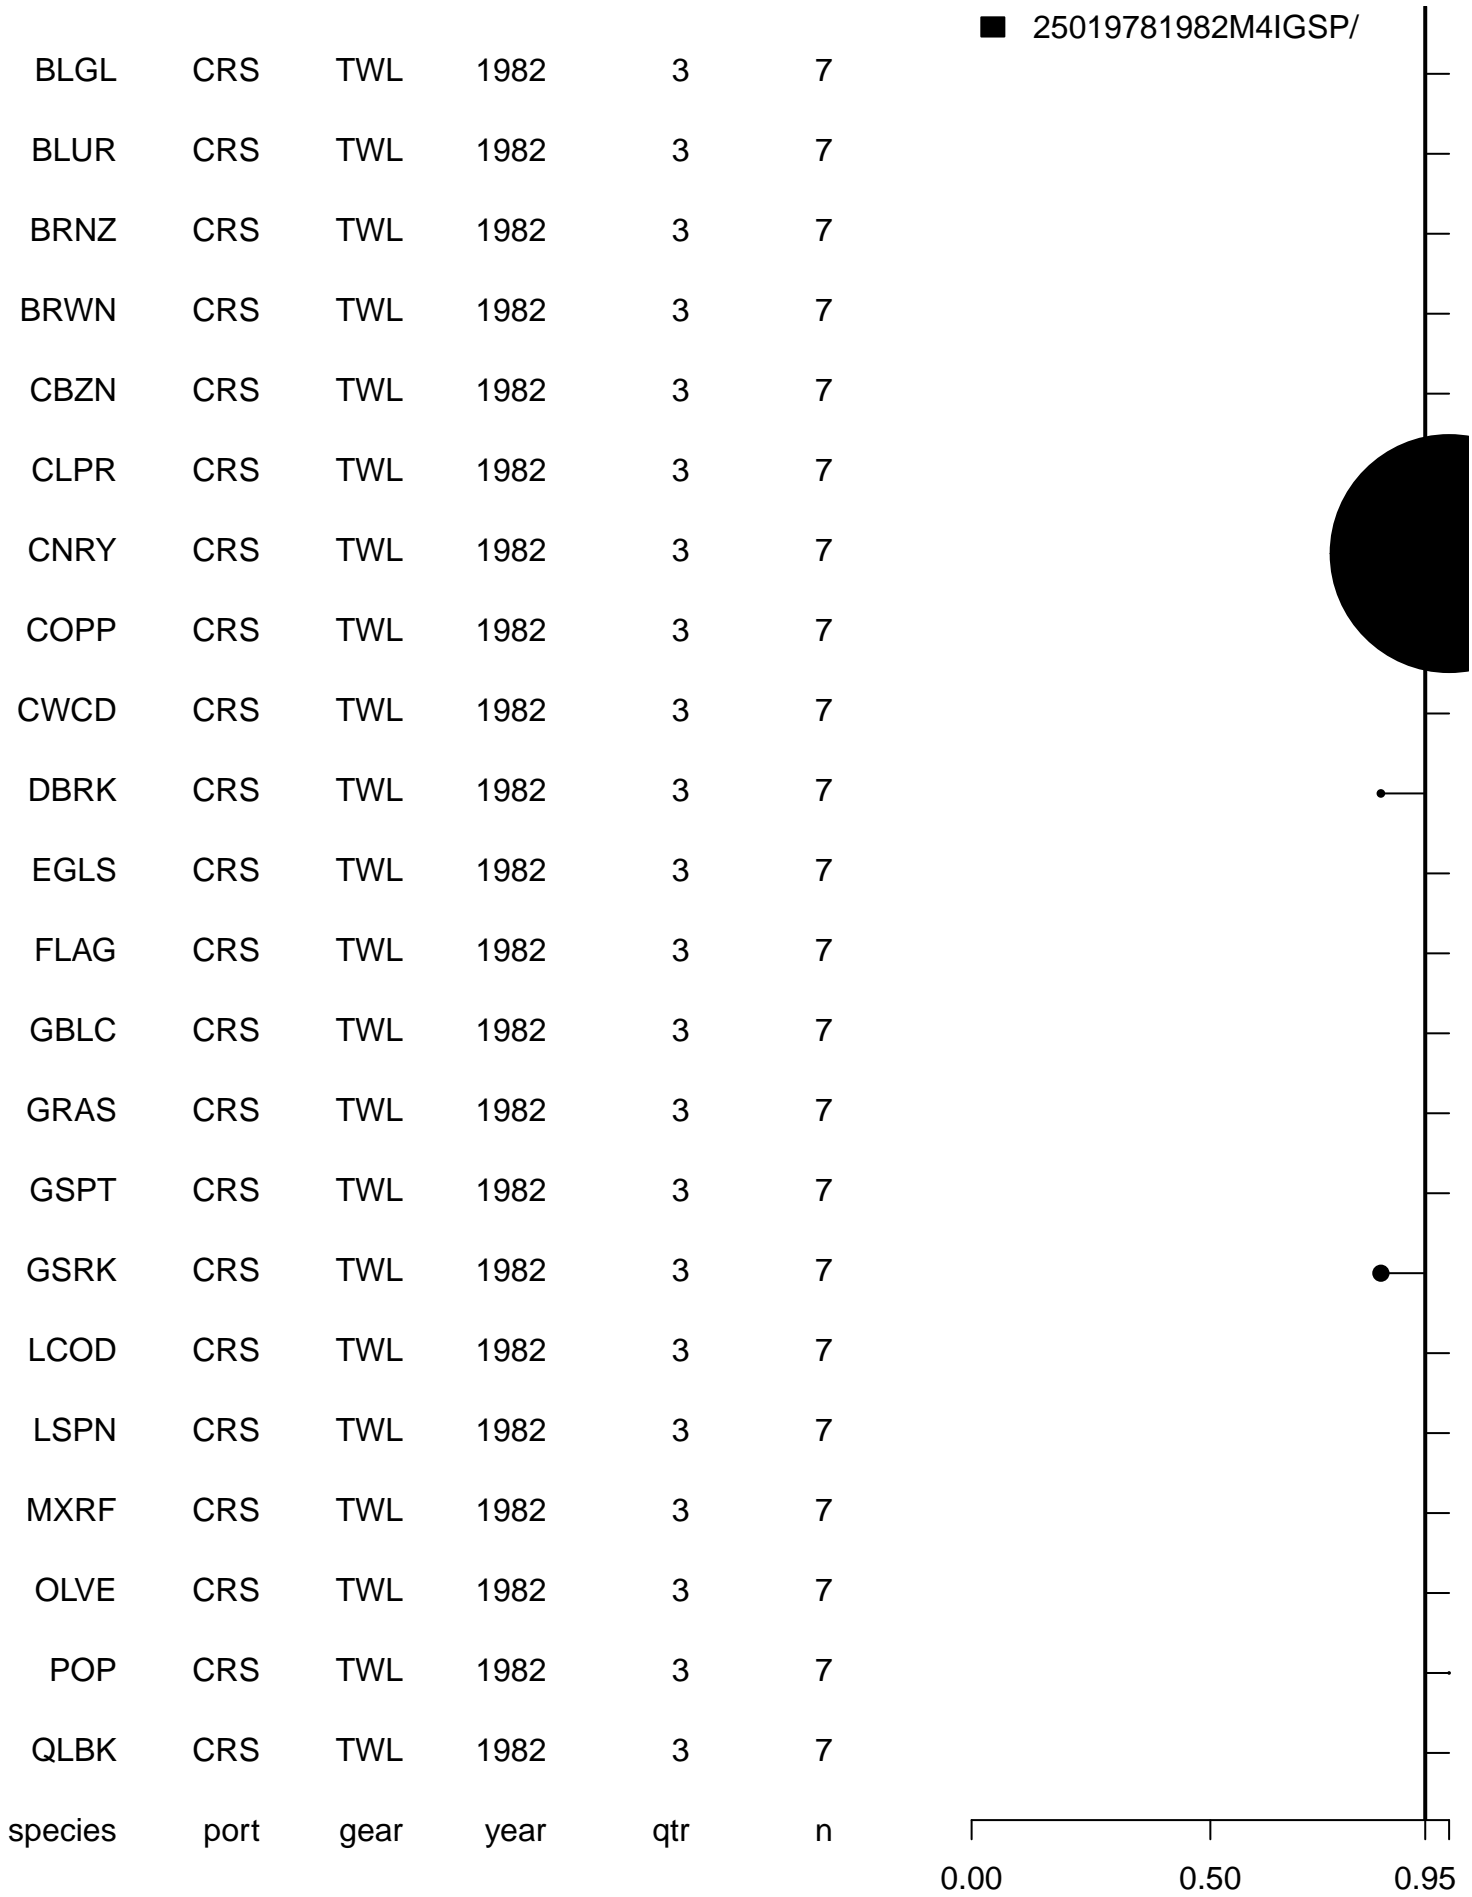 25019781982M4IGSP/
BLGL CRS TWL 1982 3 7
BLUR CRS TWL 1982 3 7
BRNZ CRS TWL 1982 3 7
BRWN CRS TWL 1982 3 7
CBZN CRS TWL 1982 3 7
CLPR CRS TWL 1982 3 7
CNRY CRS TWL 1982 3 7
COPP CRS TWL 1982 3 7
CWCD CRS TWL 1982 3 7
DBRK CRS TWL 1982 3 7
EGLS CRS TWL 1982 3 7
FLAG CRS TWL 1982 3 7
GBLC CRS TWL 1982 3 7
GRAS CRS TWL 1982 3 7
GSPT CRS TWL 1982 3 7
GSRK CRS TWL 1982 3 7
LCOD CRS TWL 1982 3 7
LSPN CRS TWL 1982 3 7
MXRF CRS TWL 1982 3 7
OLVE CRS TWL 1982 3 7
POP CRS TWL 1982 3 7
QLBK CRS TWL 1982 3 7
species port gear year qtr n
0.00 0.50 0.95